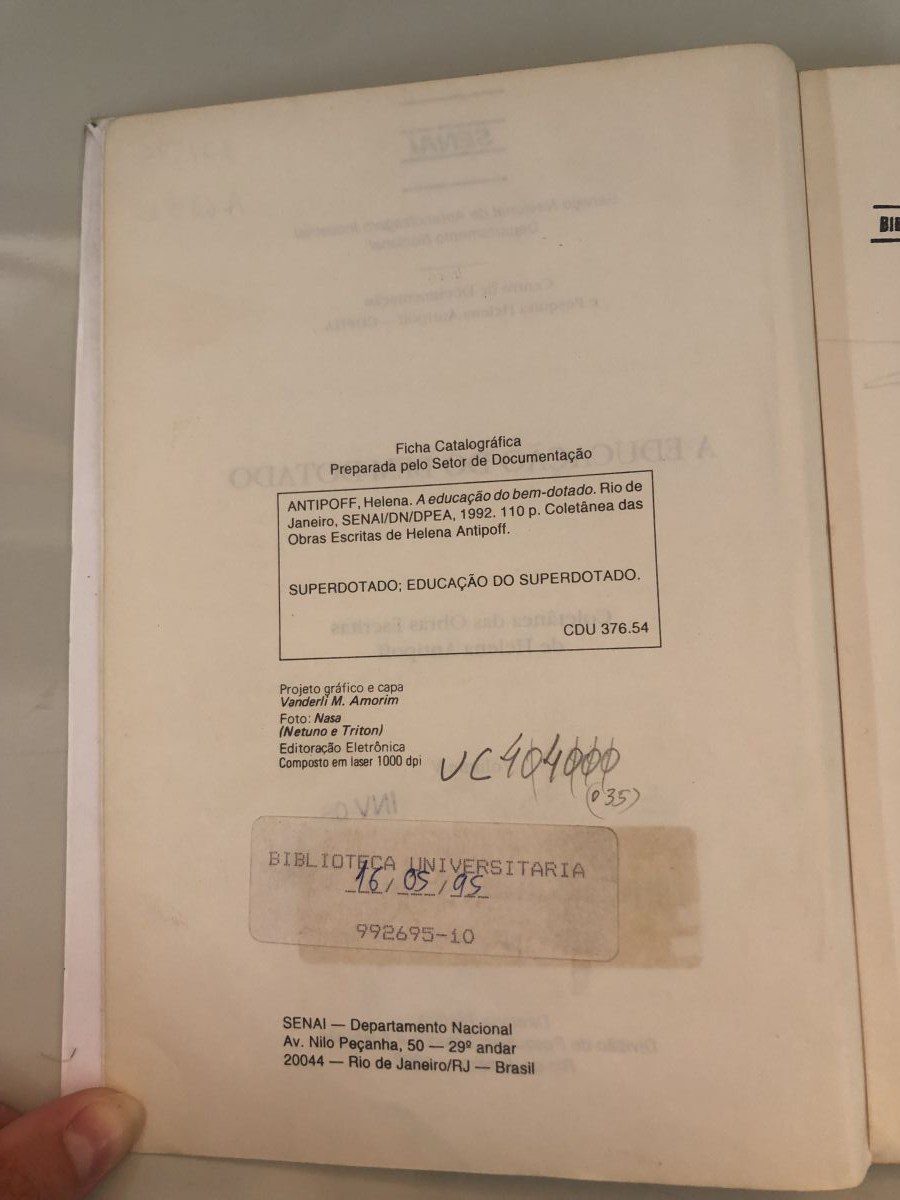 Ficha Catalográfica
Preparada pelo Setor de Documentação
ANTIPOFF, Helena. A educação do bem-dotado. Rio de
Janeiro, SENAI/DN/DPEA, 1992. 110 p. Coletânea das
Obras Escritas de Helena Antipoff.
SUPERDOTADO; EDUCAÇÃO DO SUPERDOTADO.
CDU 376.54
Projeto gráfico e capa
Vanderli M. Amorim
Foto: Nasa
(Netuno e Triton)
Editoração Eletrônica
Composto em laser 1000 dpi
UC404000
(035)
BIBLIOTECA UNIVERSITARIA
16, 05, 95
992695-10
SENAI — Departamento Nacional
Av. Nilo Peçanha, 50 — 29º andar
20044 — Rio de Janeiro/RJ — Brasil